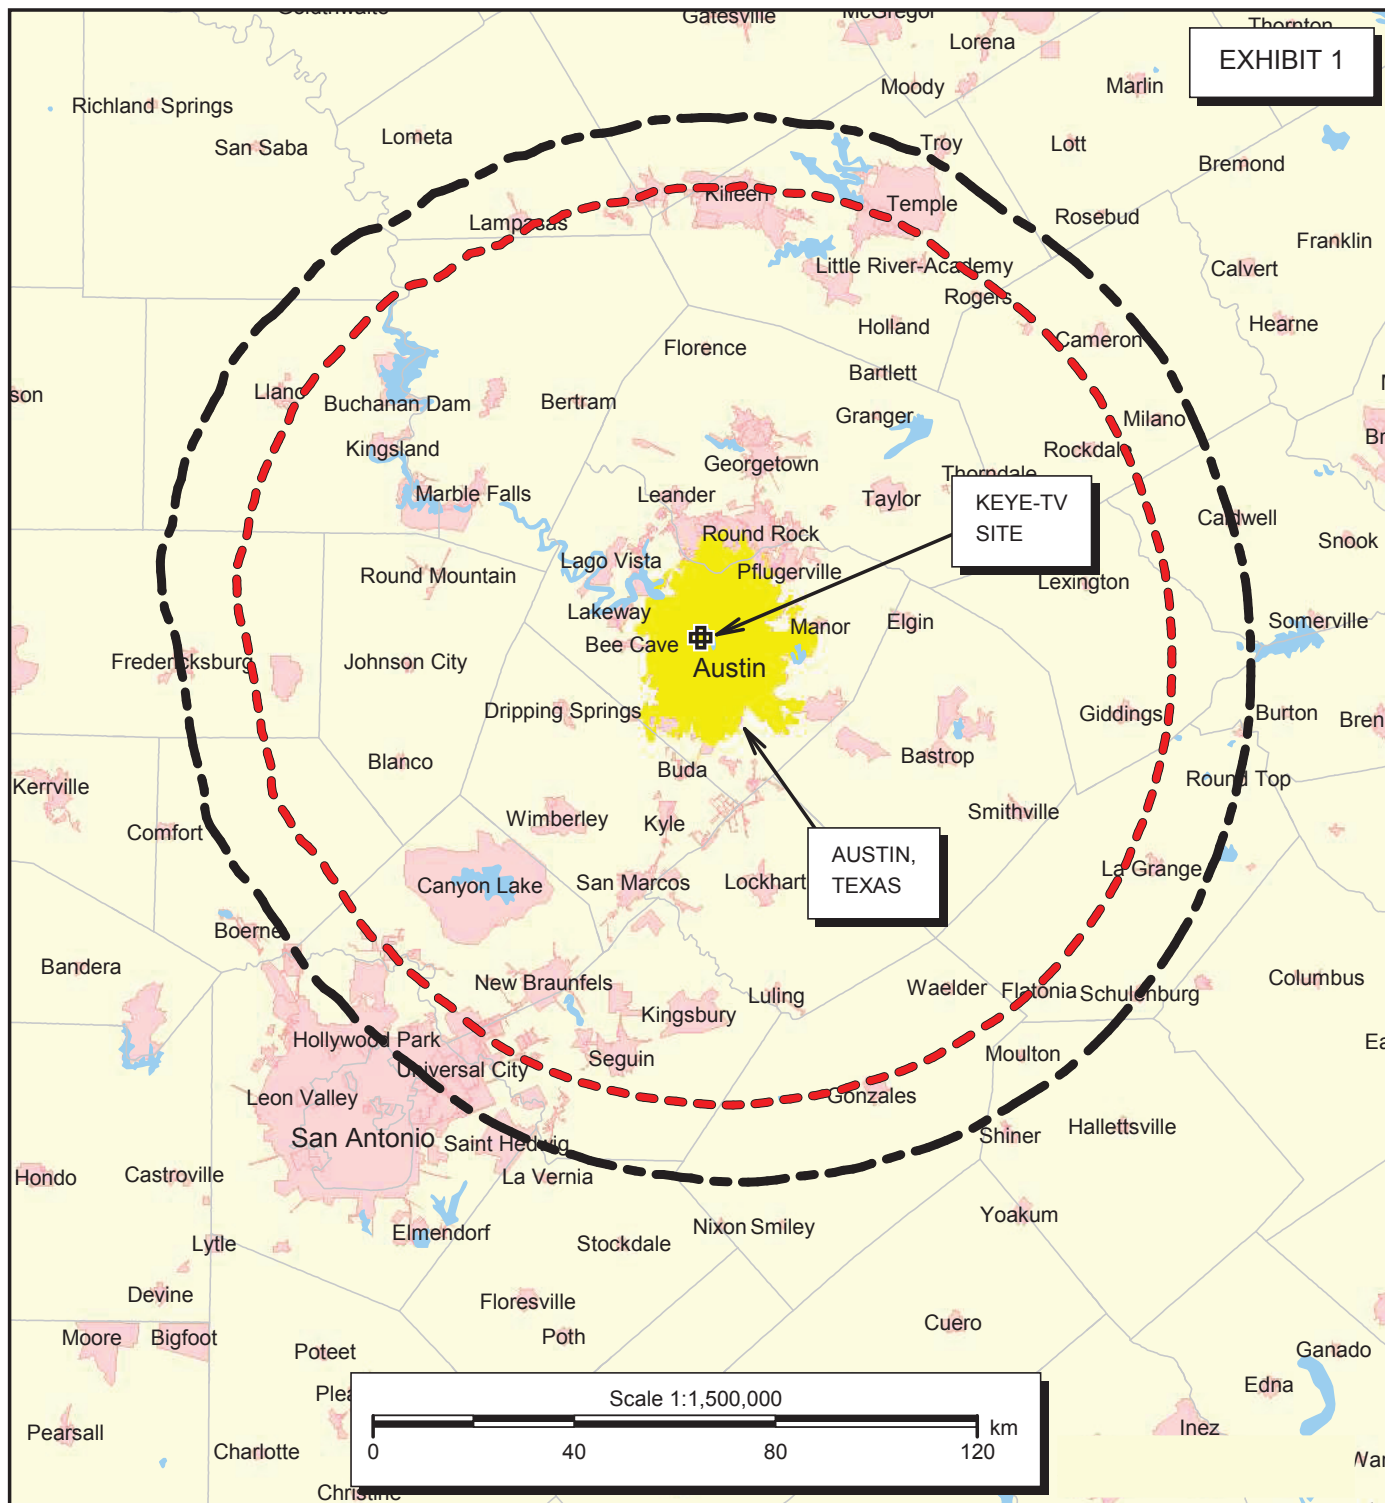 Gatesville
McGregor
Thornton
Lorena
EXHIBIT 1
Moody
Marlin
Richland Springs
San Saba
Lometa
Troy
Lott
Bremond
Lampasas
Killeen
Temple
Rosebud
Franklin
Little River-Academy
Calvert
Rogers
Holland
Cameron
Hearne
Florence
Bartlett
Llano
Buchanan Dam
Bertram
Granger
Milano
Kingsland
Georgetown
Rockdale
Thorndale
Marble Falls
Leander
Taylor
KEYE-TV
SITE
Round Rock
Caldwell
Snook
Lago Vista
Pflugerville
Round Mountain
Lexington
Lakeway
Manor
Elgin
Somerville
Bee Cave
Fredericksburg
Johnson City
Austin
Dripping Springs
Giddings
Burton
Bren
Blanco
Buda
Bastrop
Round Top
Kerrville
Comfort
Wimberley
Kyle
Smithville
AUSTIN,
TEXAS
La Grange
Canyon Lake
San Marcos
Lockhart
Boerne
Bandera
New Braunfels
Luling
Waelder
Flatonia
Schulenburg
Columbus
Kingsbury
Hollywood Park
Universal City
Seguin
Moulton
Leon Valley
Gonzales
San Antonio
Saint Hedwig
Shiner
Hallettsville
Hondo
Castroville
La Vernia
Elmendorf
Nixon
Smiley
Yoakum
Lytle
Stockdale
Devine
Floresville
Cuero
Moore
Bigfoot
Poteet
Poth
Ganado
Edna
Scale 1:1,500,000
km
0
40
80
120
Pearsall
Charlotte
Inez
Christine